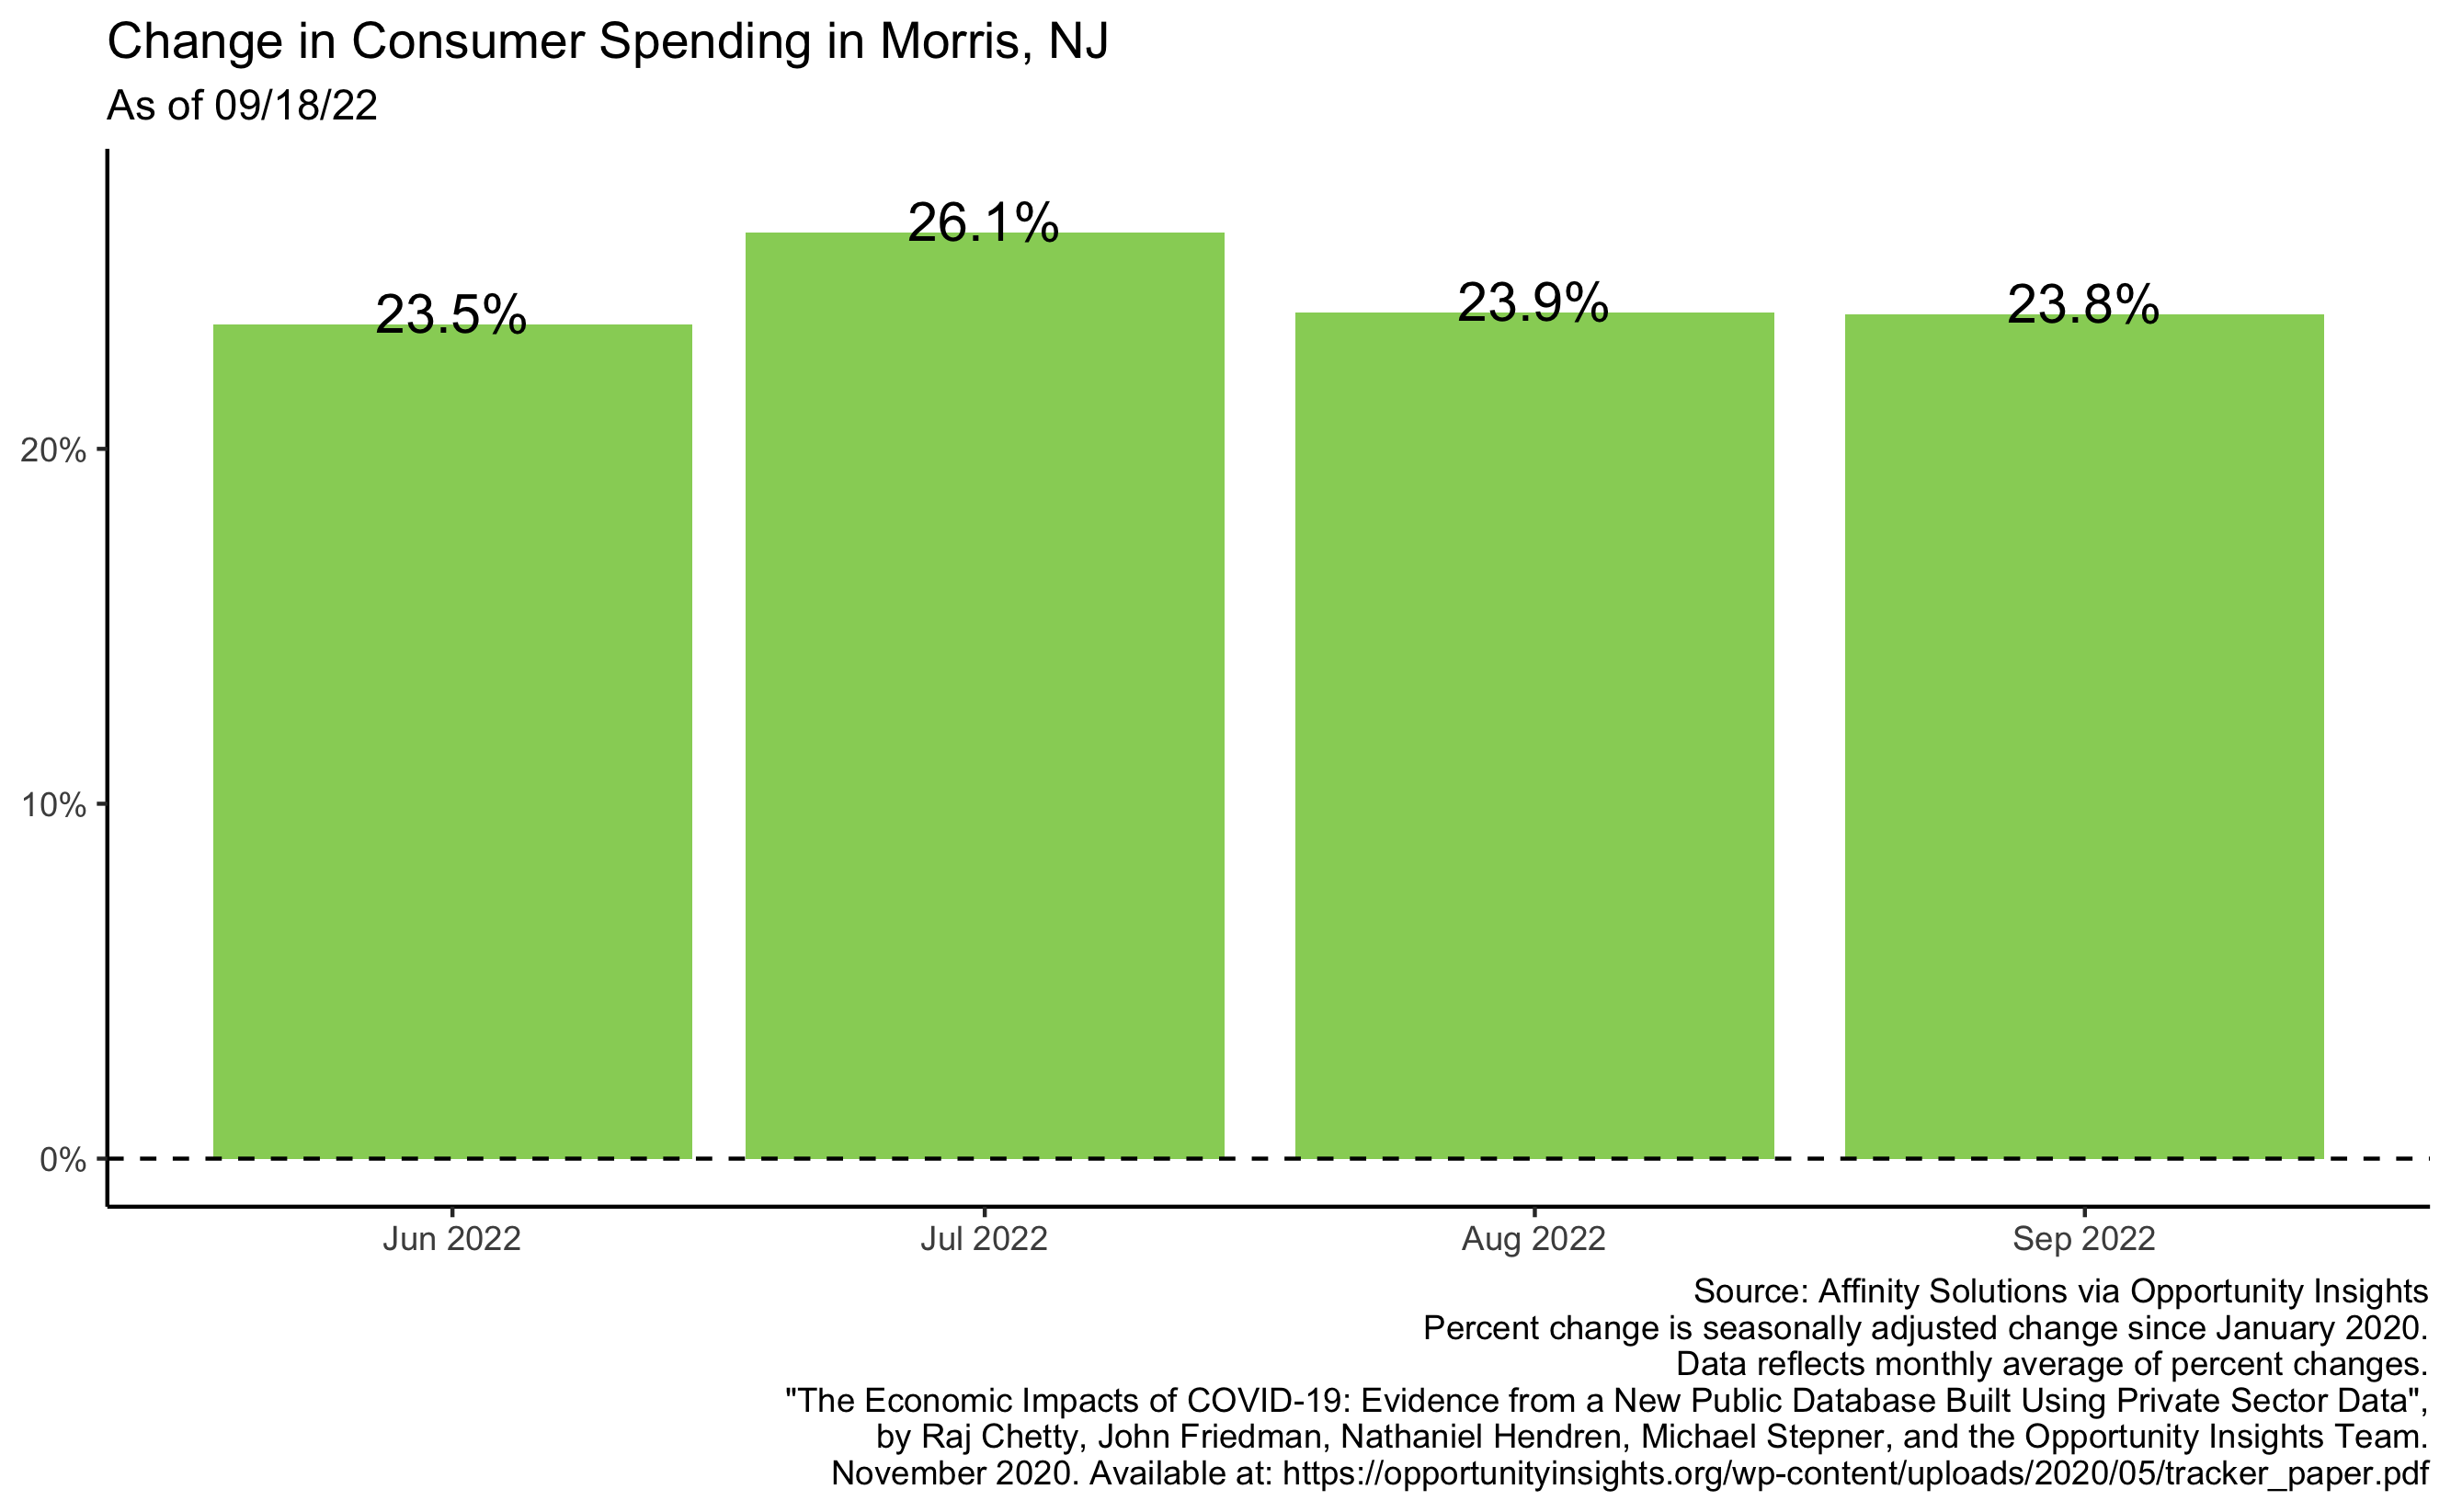 Change in Consumer Spending in Morris, NJ
As of 09/18/22
26.1%
23.5%
23.9%
23.8%
20%
10%
0%
Jun 2022
Jul 2022
Aug 2022
Sep 2022
Source: Affinity Solutions via Opportunity Insights
Percent change is seasonally adjusted change since January 2020.
Data reflects monthly average of percent changes.
"The Economic Impacts of COVID-19: Evidence from a New Public Database Built Using Private Sector Data",
by Raj Chetty, John Friedman, Nathaniel Hendren, Michael Stepner, and the Opportunity Insights Team.
November 2020. Available at: https://opportunityinsights.org/wp-content/uploads/2020/05/tracker_paper.pdf